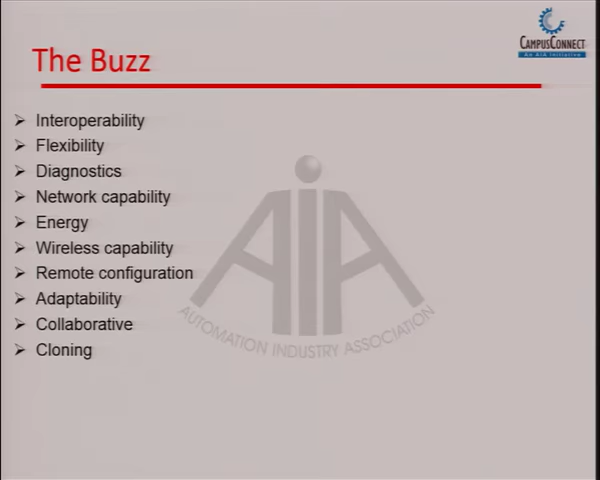 CAMPUSCONNECT
An AIA Initiative
The Buzz
Interoperability
Flexibility
Diagnostics
Network capability
Energy
Wireless capability
Remote configuration
Adaptability
Collaborative
Cloning
AIA
AUTOMATION INDUSTRY ASSOCIATION